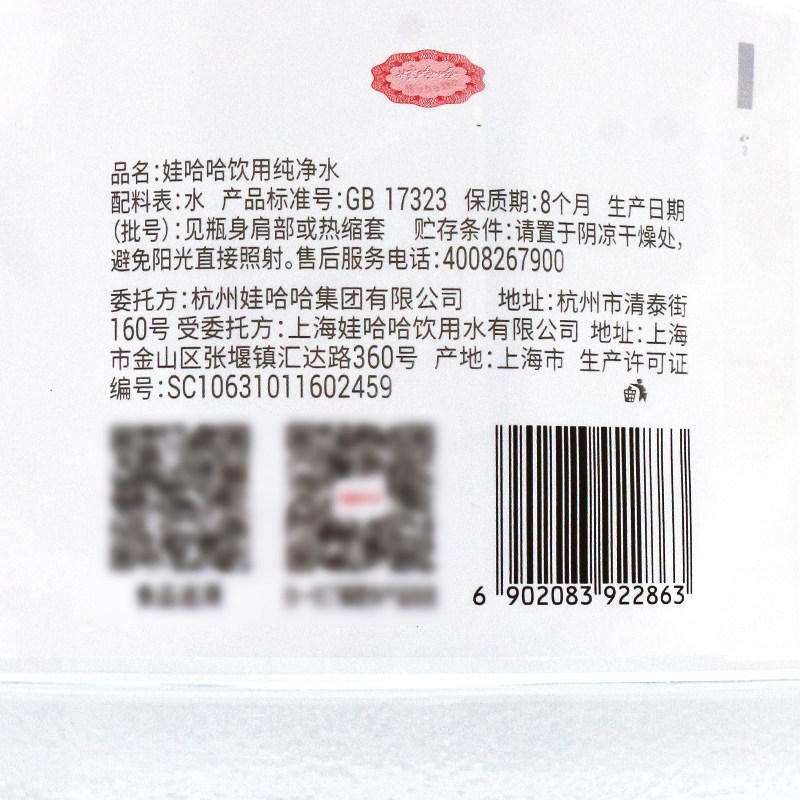 娃哈哈
品名:娃哈哈饮用纯净水
配料表:水 产品标准号:GB 17323 保质期:8个月 生产日期
(批号):见瓶身肩部或热缩套 贮存条件:请置于阴凉干燥处,
避免阳光直接照射。售后服务电话:4008267900
委托方:杭州娃哈哈集团有限公司 地址:杭州市清泰街
160号 受委托方:上海娃哈哈饮用水有限公司 地址:上海
市金山区张堰镇汇达路360号 产地:上海市 生产许可证
编号:SC10631011602459
6 902083 922863